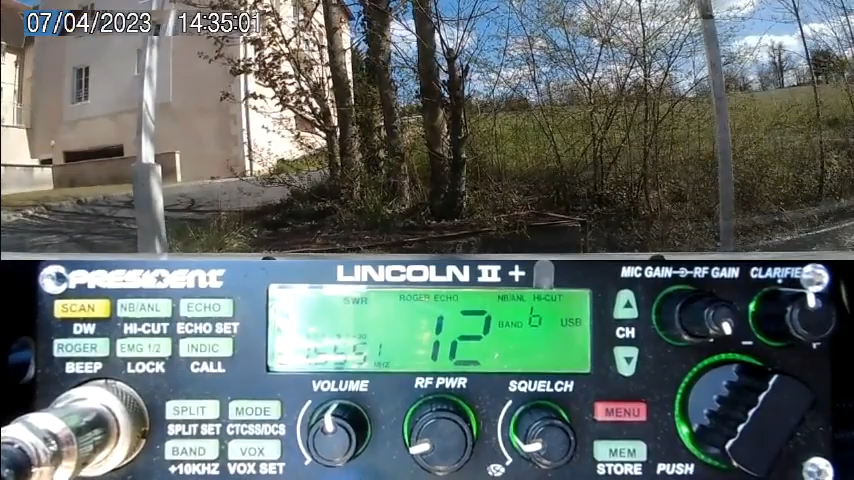 07/04/2023 14:35:01
PRESIDENT LINCOLN II + MIC GAIN RF GAIN CLARIFIER
SCAN NB/ANL ECHO
DW HI-CUT ECHO SET
ROGER EMG 1/2 INDIC
BEEP LOCK CALL
SWR ROGER ECHO NB/ANL HI-CUT
12 BAND b USB
MHZ
CH
VOLUME RF PWR SQUELCH
SPLIT MODE
SPLIT SET CTCSS/DCS
BAND VOX
+10KHZ VOX SET
MENU
MEM
STORE PUSH